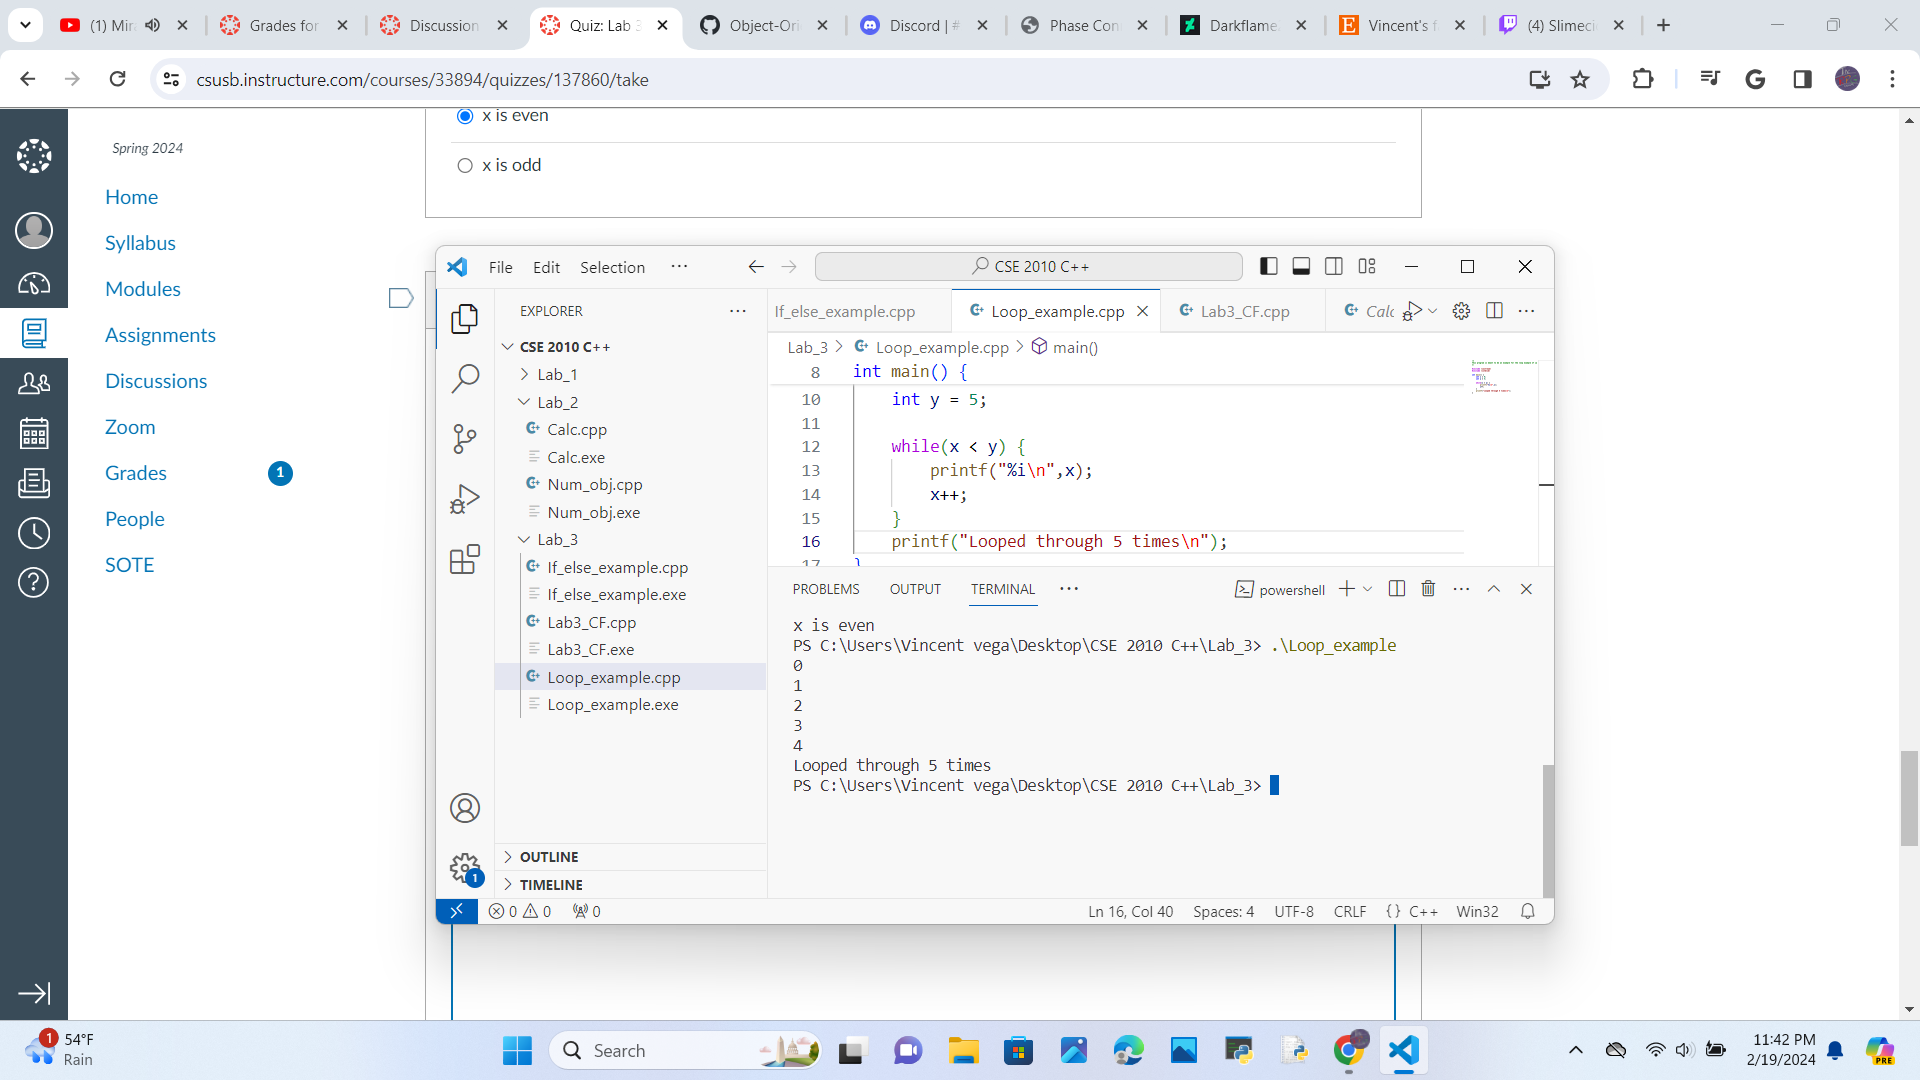 (1) Mira
Grades for
Discussion
Quiz: Lab 3
Object-Ori
Discord | #
Phase Con
Darkflame
Vincent's f
(4) Slimeci
csusb.instructure.com/courses/33894/quizzes/137860/take
Spring 2024
Home
Syllabus
Modules
Assignments
Discussions
Zoom
Grades
1
People
SOTE
x is even
x is odd
File
Edit
Selection
CSE 2010 C++
EXPLORER
CSE 2010 C++
Lab_1
Lab_2
Calc.cpp
Calc.exe
Num_obj.cpp
Num_obj.exe
Lab_3
If_else_example.cpp
If_else_example.exe
Lab3_CF.cpp
Lab3_CF.exe
Loop_example.cpp
Loop_example.exe
OUTLINE
TIMELINE
1
If_else_example.cpp
Loop_example.cpp
Lab3_CF.cpp
Calc
Lab_3 > Loop_example.cpp > main()
8 int main() {
10 int y = 5;
11
12 while(x < y) {
13 printf("%i\n",x);
14 x++;
15 }
16 printf("Looped through 5 times\n");
17 }
PROBLEMS
OUTPUT
TERMINAL
powershell
x is even
PS C:\Users\Vincent vega\Desktop\CSE 2010 C++\Lab_3> .\Loop_example
0
1
2
3
4
Looped through 5 times
PS C:\Users\Vincent vega\Desktop\CSE 2010 C++\Lab_3>
0
0
0
Ln 16, Col 40
Spaces: 4
UTF-8
CRLF
{} C++
Win32
1
54°F
Rain
Search
PRE
11:42 PM
2/19/2024